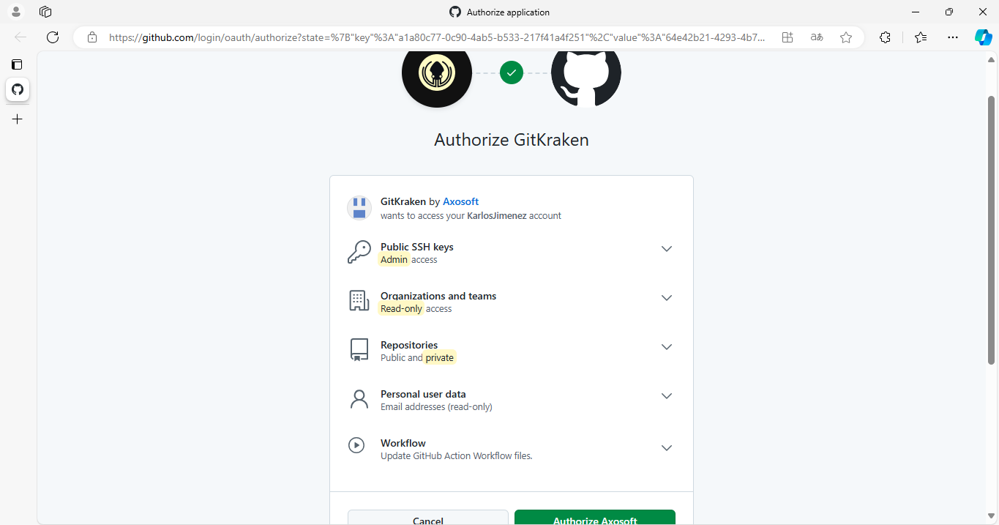 Authorize application
https://github.com/login/oauth/authorize?state=%7B"key"%3A"a1a80c77-0c90-4ab5-b533-217f41a4f251"%2C"value"%3A"64e42b21-4293-4b7...
aあ
Authorize GitKraken
GitKraken by Axosoft
wants to access your KarlosJimenez account
Public SSH keys
Admin access
Organizations and teams
Read-only access
Repositories
Public and private
Personal user data
Email addresses (read-only)
Workflow
Update GitHub Action Workflow files.
Cancel
Authorize Axosoft